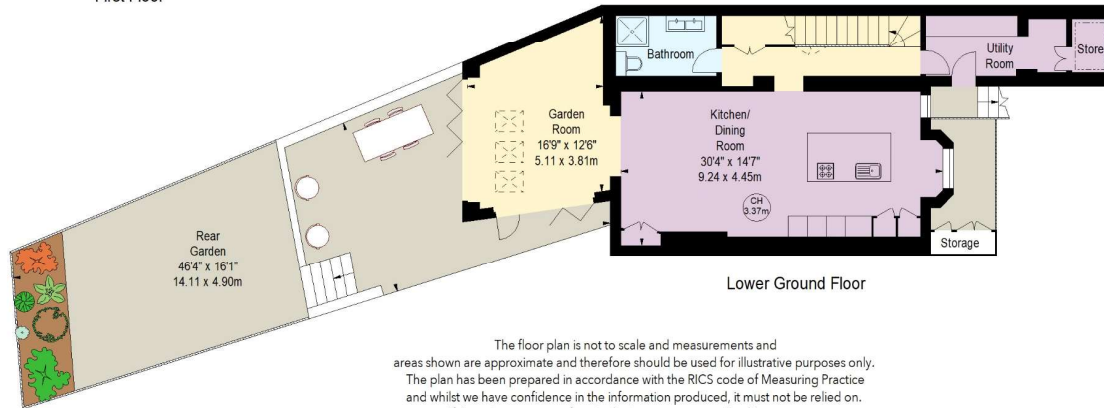 First Floor
Bathroom
Utility
Room
Store
Garden
Room
16'9" x 12'6"
5.11 x 3.81m
Kitchen/
Dining
Room
30'4" x 14'7"
9.24 x 4.45m
CH
3.37m
Rear
Garden
46'4" x 16'1"
14.11 x 4.90m
Storage
Lower Ground Floor
The floor plan is not to scale and measurements and
areas shown are approximate and therefore should be used for illustrative purposes only.
The plan has been prepared in accordance with the RICS code of Measuring Practice
and whilst we have confidence in the information produced, it must not be relied on.